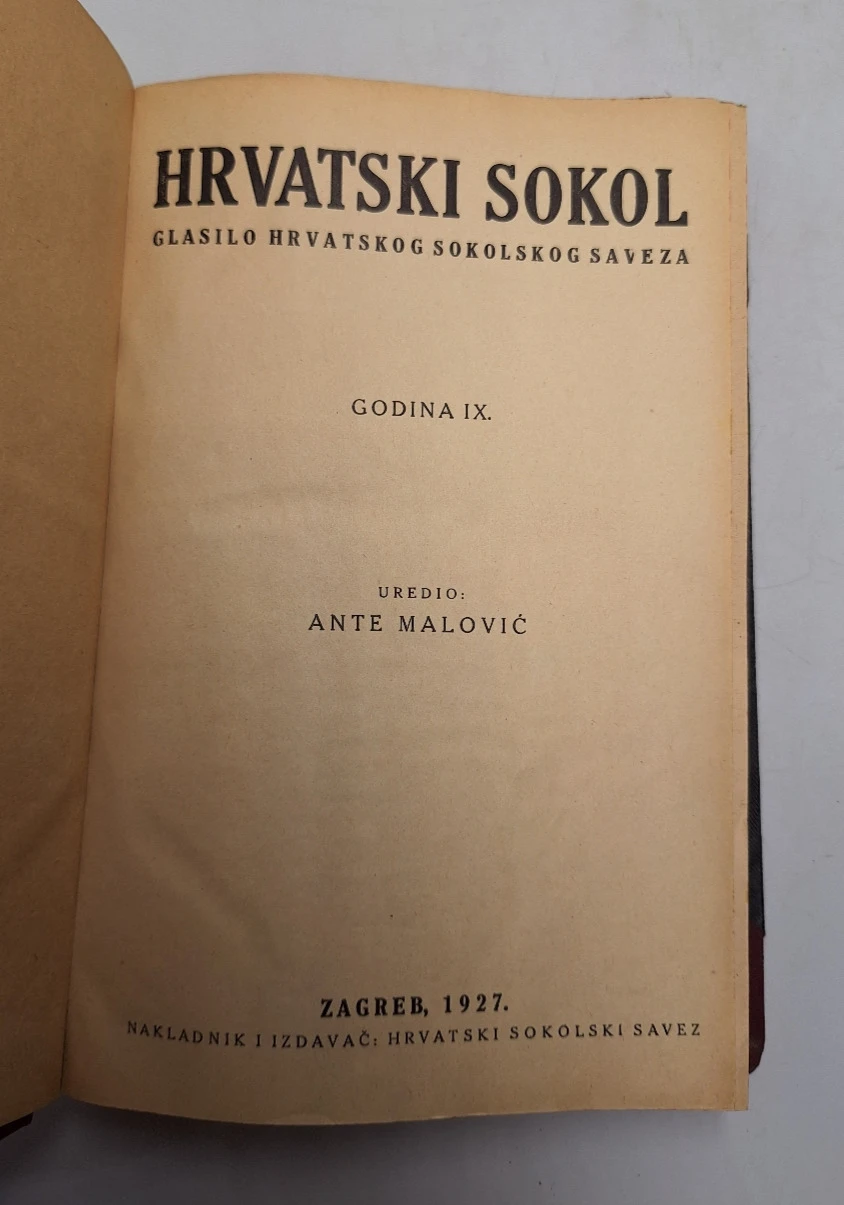 HRVATSKI SOKOL
GLASILO HRVATSKOG SOKOLSKOG SAVEZA
GODINA IX.
UREDIO:
ANTE MALOVIĆ
ZAGREB, 1927.
NAKLADNIK I IZDAVAČ: HRVATSKI SOKOLSKI SAVEZ